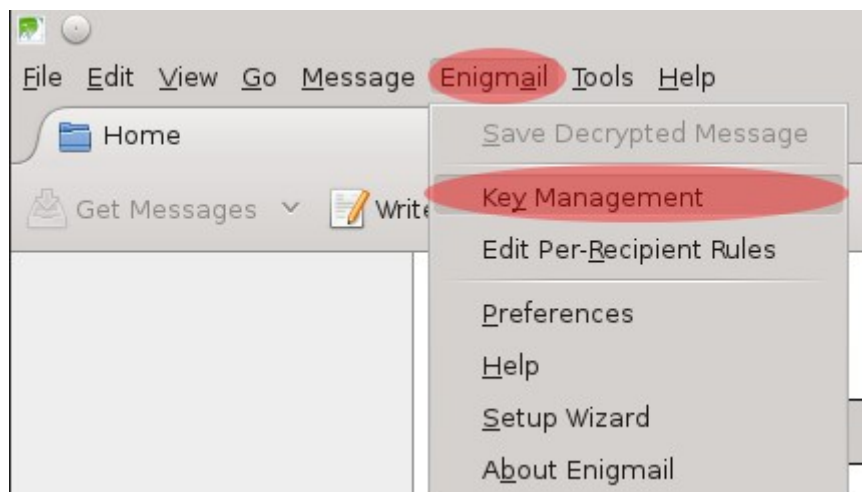 File Edit View Go Message Enigmail Tools Help
Home
Get Messages Write
Save Decrypted Message
Key Management
Edit Per-Recipient Rules
Preferences
Help
Setup Wizard
About Enigmail